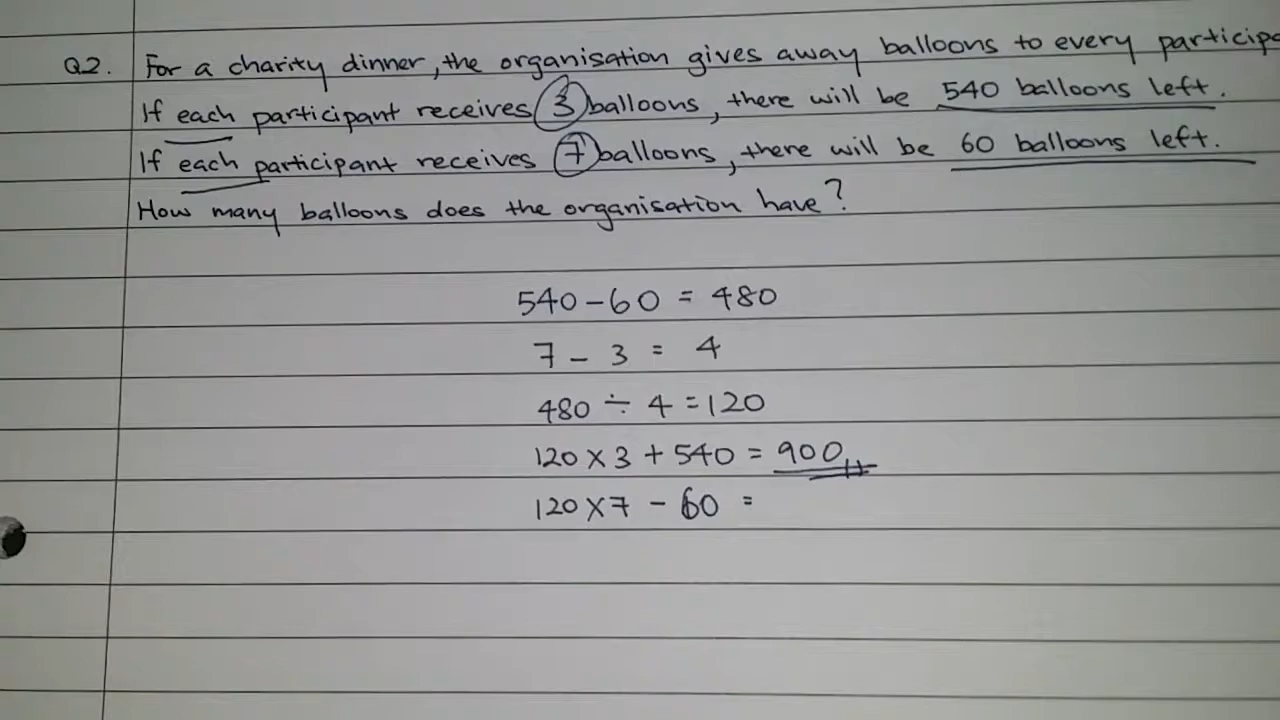 Q2. For a charity dinner, the organisation gives away balloons to every
If each participant receives 3 balloons, there will be 540 balloons left.
If each participant receives 7 balloons, there will be 60 balloons left.
How many balloons does the organisation have?
540 - 60 = 480
7 - 3 = 4
480 ÷ 4 = 120
120 × 3 + 540 = 900
120 × 7 - 60 =